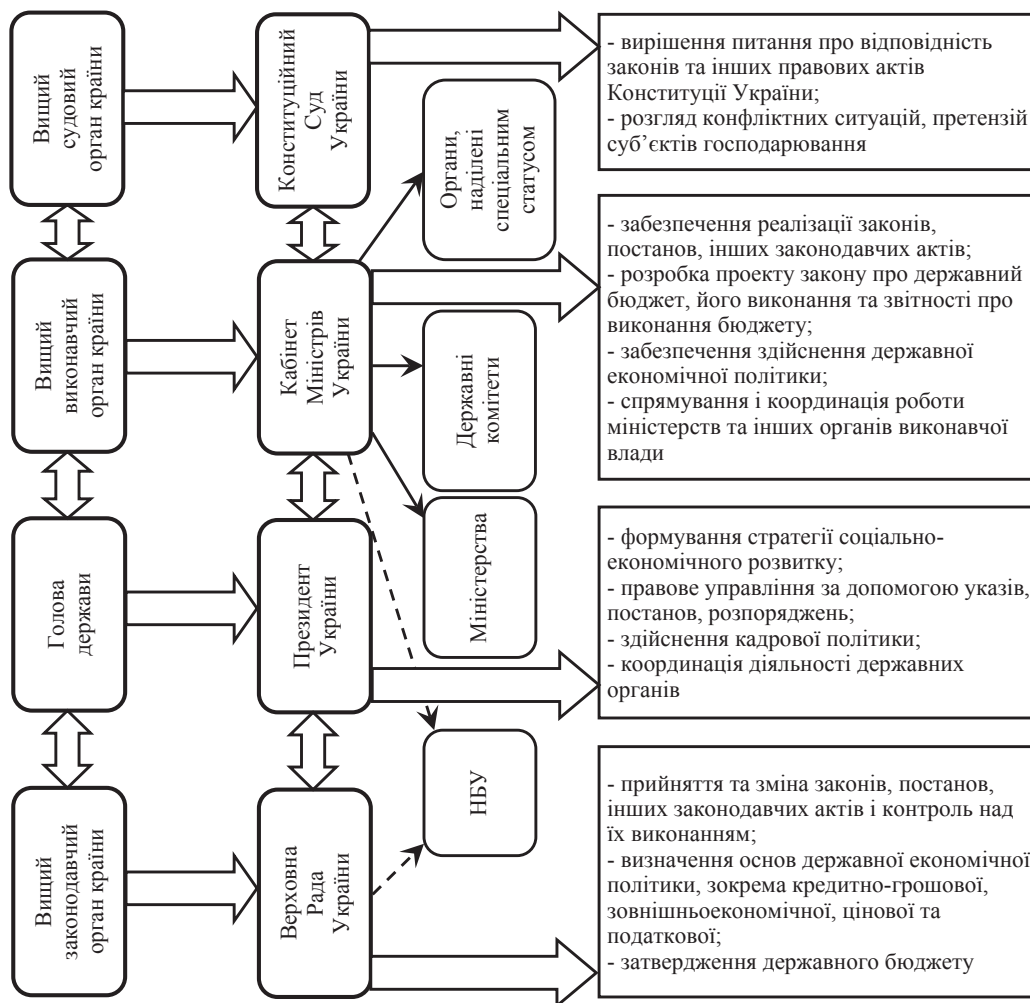 Вищий
законодавчий
орган країни
Голова
держави
Вищий
виконавчий
орган країни
Вищий
судовий
орган країни
Верховна
Рада
України
Президент
України
Кабінет
Міністрів
України
Конституційний
Суд
України
НБУ
Міністерства
Державні
комітети
Органи,
наділені
спеціальним
статусом
- вирішення питання про відповідність
законів та інших правових актів
Конституції України;
- розгляд конфліктних ситуацій, претензій
суб’єктів господарювання
- забезпечення реалізації законів,
постанов, інших законодавчих актів;
- розробка проекту закону про державний
бюджет, його виконання та звітності про
виконання бюджету;
- забезпечення здійснення державної
економічної політики;
- спрямування і координація роботи
міністерств та інших органів виконавчої
влади
- формування стратегії соціально-
економічного розвитку;
- правове управління за допомогою указів,
постанов, розпоряджень;
- здійснення кадрової політики;
- координація діяльності державних
органів
- прийняття та зміна законів, постанов,
інших законодавчих актів і контроль над
їх виконанням;
- визначення основ державної економічної
політики, зокрема кредитно-грошової,
зовнішньоекономічної, цінової та
податкової;
- затвердження державного бюджету